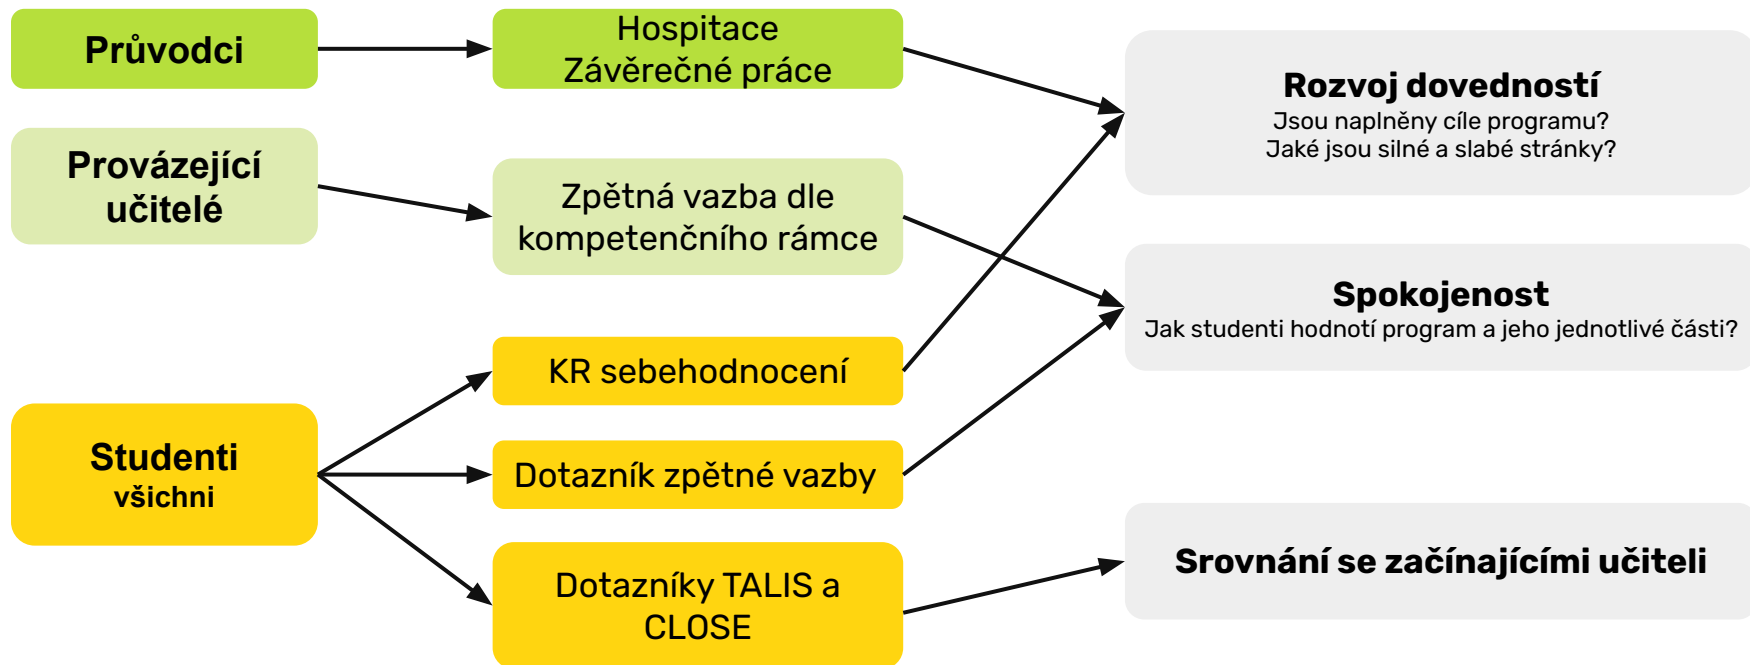 Průvodci
Hospitace
Závěrečné práce
Rozvoj dovedností
Jsou naplněny cíle programu?
Jaké jsou silné a slabé stránky?
Provázející
učitelé
Zpětná vazba dle
kompetenčního rámce
Spokojenost
Jak studenti hodnotí program a jeho jednotlivé části?
KR sebehodnocení
Studenti
všichni
Dotazník zpětné vazby
Dotazníky TALIS a
CLOSE
Srovnání se začínajícími učiteli